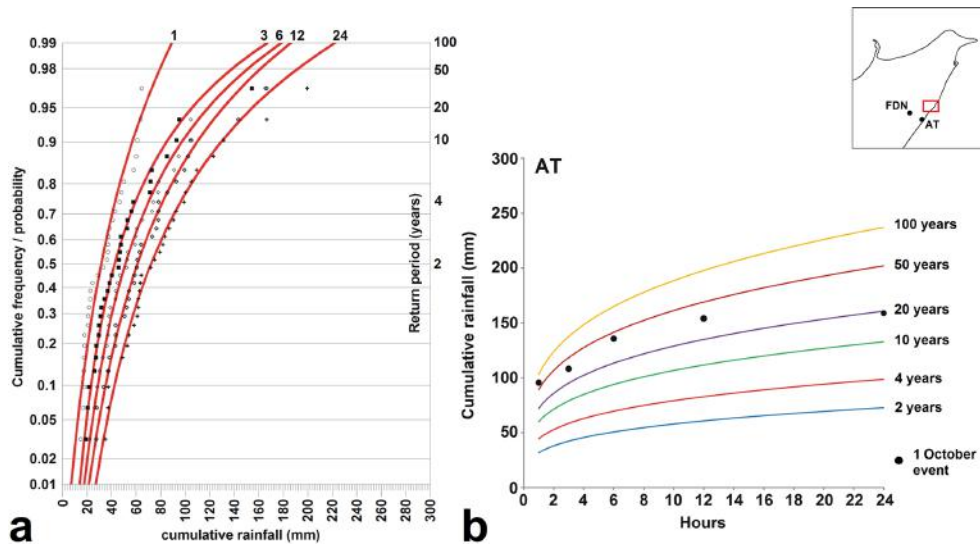 1 3 6 12 24
0.99
0.98
0.95
0.9
0.8
0.7
0.6
0.5
0.4
0.3
0.2
0.1
0.05
0.02
0.01
Cumulative frequency / probability
100
50
20
10
4
2
Return period (years)
0 20 40 60 80 100 120 140 160 180 200 220 240 260 280 300
cumulative rainfall (mm)
a
FDN
AT
AT
300
250
200
150
100
50
0
Cumulative rainfall (mm)
100 years
50 years
20 years
10 years
4 years
2 years
1 October
event
0 2 4 6 8 10 12 14 16 18 20 22 24
Hours
b